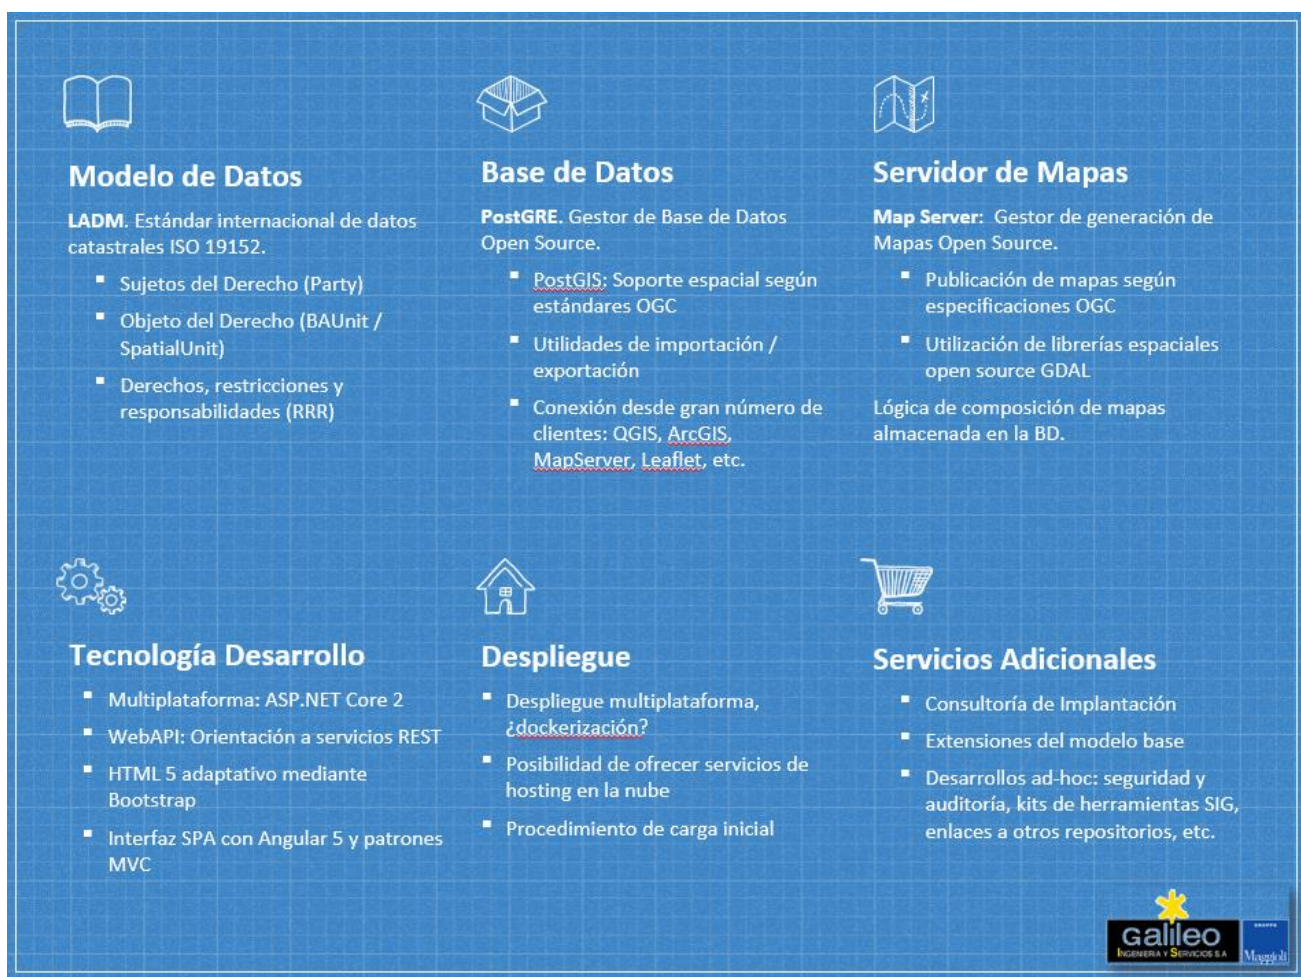 Modelo de Datos
LADM. Estándar internacional de datos
catastrales ISO 19152.
Sujetos del Derecho (Party)
Objeto del Derecho (BAUnit /
SpatialUnit)
Derechos, restricciones y
responsabilidades (RRR)
Base de Datos
PostGRE. Gestor de Base de Datos
Open Source.
PostGIS: Soporte espacial según
estándares OGC
Utilidades de importación /
exportación
Conexión desde gran número de
clientes: QGIS, ArcGIS,
MapServer, Leaflet, etc.
Servidor de Mapas
Map Server: Gestor de generación de
Mapas Open Source.
Publicación de mapas según
especificaciones OGC
Utilización de librerías espaciales
open source GDAL
Lógica de composición de mapas
almacenada en la BD.
Tecnología Desarrollo
Multiplataforma: ASP.NET Core 2
WebAPI: Orientación a servicios REST
HTML 5 adaptativo mediante
Bootstrap
Interfaz SPA con Angular 5 y patrones
MVC
Despliegue
Despliegue multiplataforma,
¿dockerización?
Posibilidad de ofrecer servicios de
hosting en la nube
Procedimiento de carga inicial
Servicios Adicionales
Consultoría de Implantación
Extensiones del modelo base
Desarrollos ad-hoc: seguridad y
auditoría, kits de herramientas SIG,
enlaces a otros repositorios, etc.
Galileo
INGENIERIA Y SERVICIOS S.A
GRUPPO
Maggioli